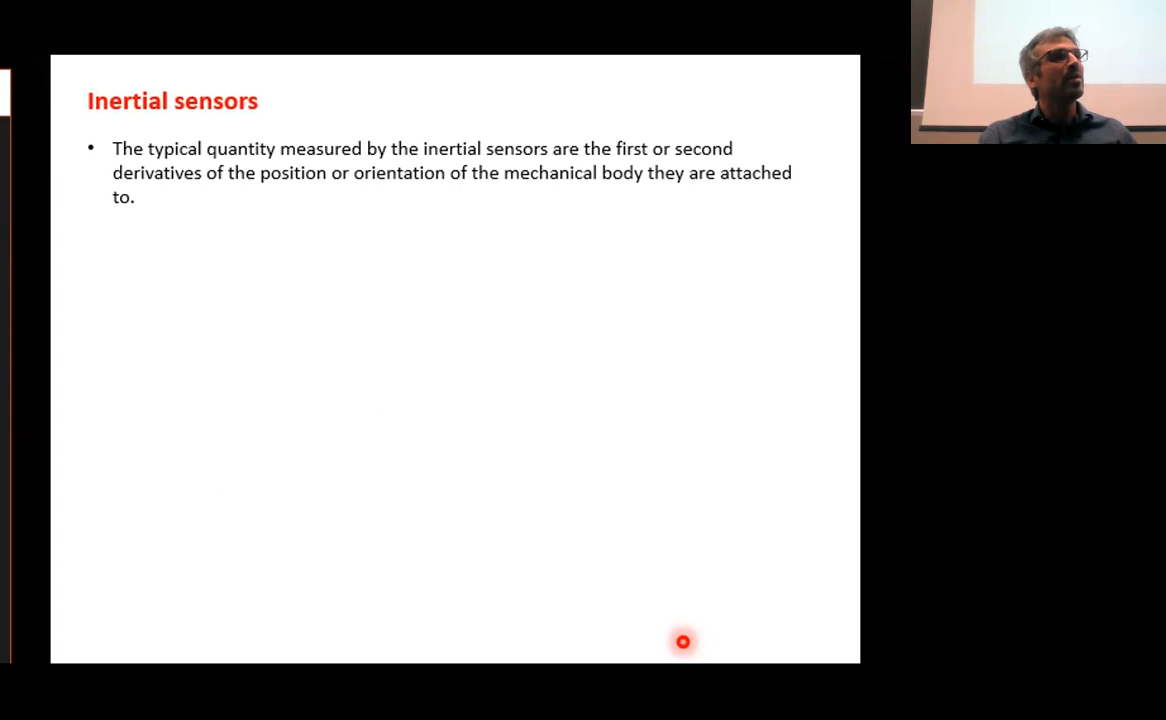 Inertial sensors
• The typical quantity measured by the inertial sensors are the first or second
derivatives of the position or orientation of the mechanical body they are attached
to.